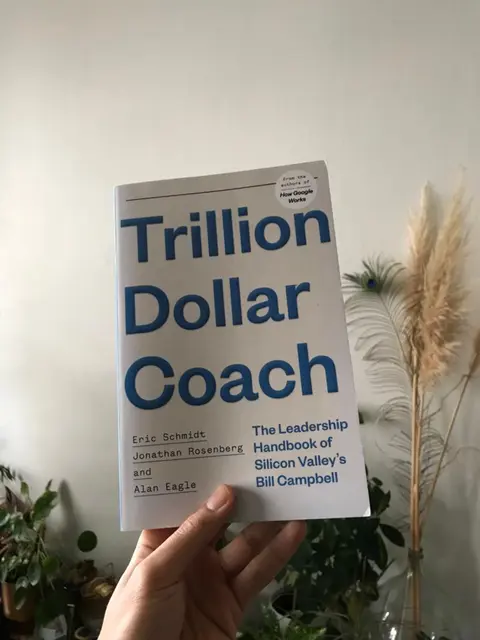 From the
authors of
How Google
Works
Trillion
Dollar
Coach
Eric Schmidt
Jonathan Rosenberg
and
Alan Eagle
The Leadership
Handbook of
Silicon Valley's
Bill Campbell